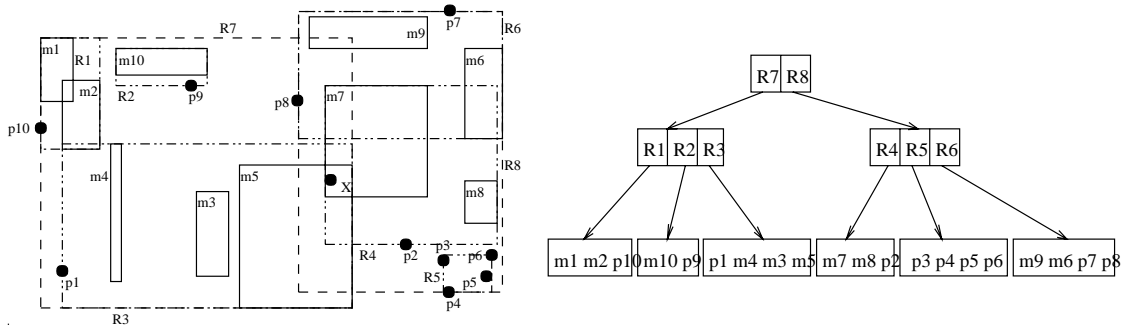 p7
R7
R6
m9
m1
R1
m10
m6
m2
R2
p9
m7
p8
p10
m4
X
m5
R8
m3
m8
p3
p6
R4
p2
p1
R5
p5
p4
R3
R7 R8
R1 R2 R3
R4 R5 R6
m1 m2 p10
m10 p9
p1 m4 m3 m5
m7 m8 p2
p3 p4 p5 p6
m9 m6 p7 p8